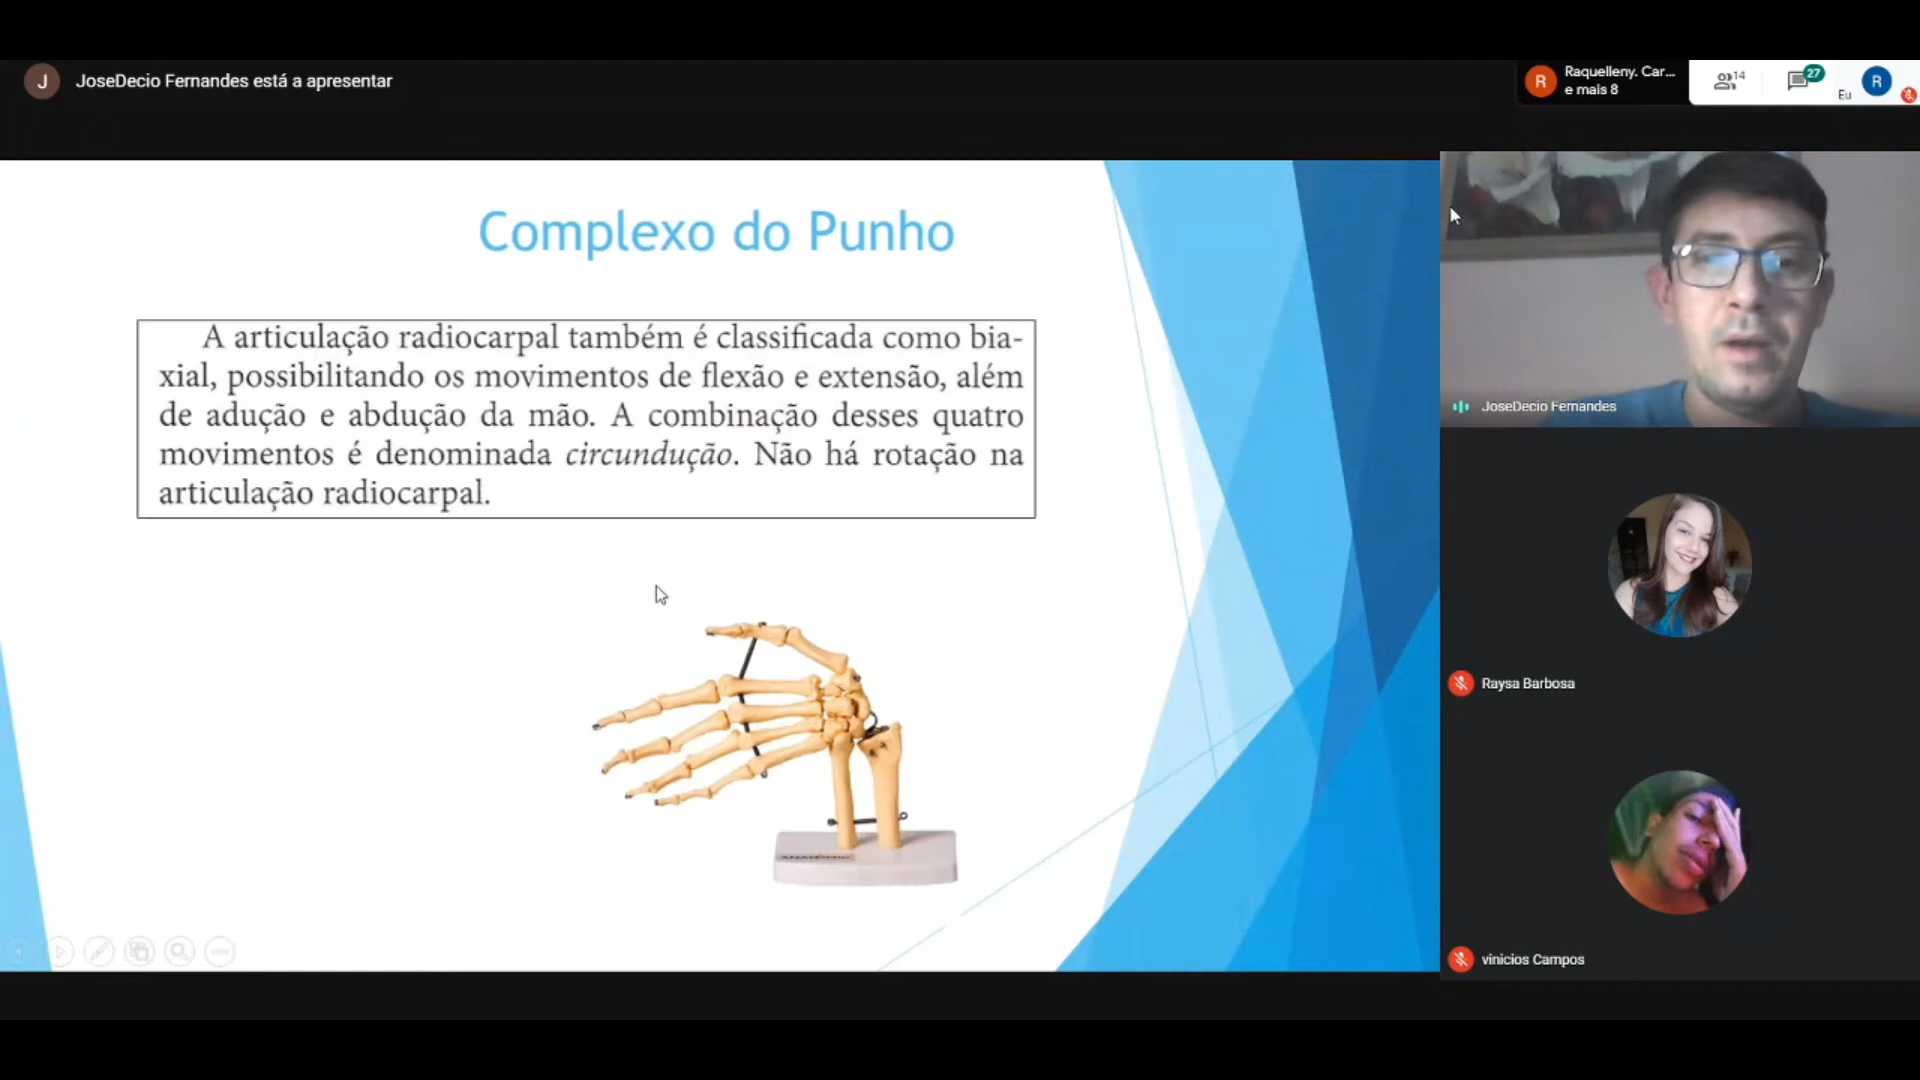 J
JoseDecio Fernandes está a apresentar
R
Raquelleny. Car...
e mais 8
14
27
Eu
R
Complexo do Punho
A articulação radiocarpal também é classificada como bia-
xial, possibilitando os movimentos de flexão e extensão, além
de adução e abdução da mão. A combinação desses quatro
movimentos é denominada circundução. Não há rotação na
articulação radiocarpal.
JoseDecio Fernandes
Raysa Barbosa
vinicios Campos